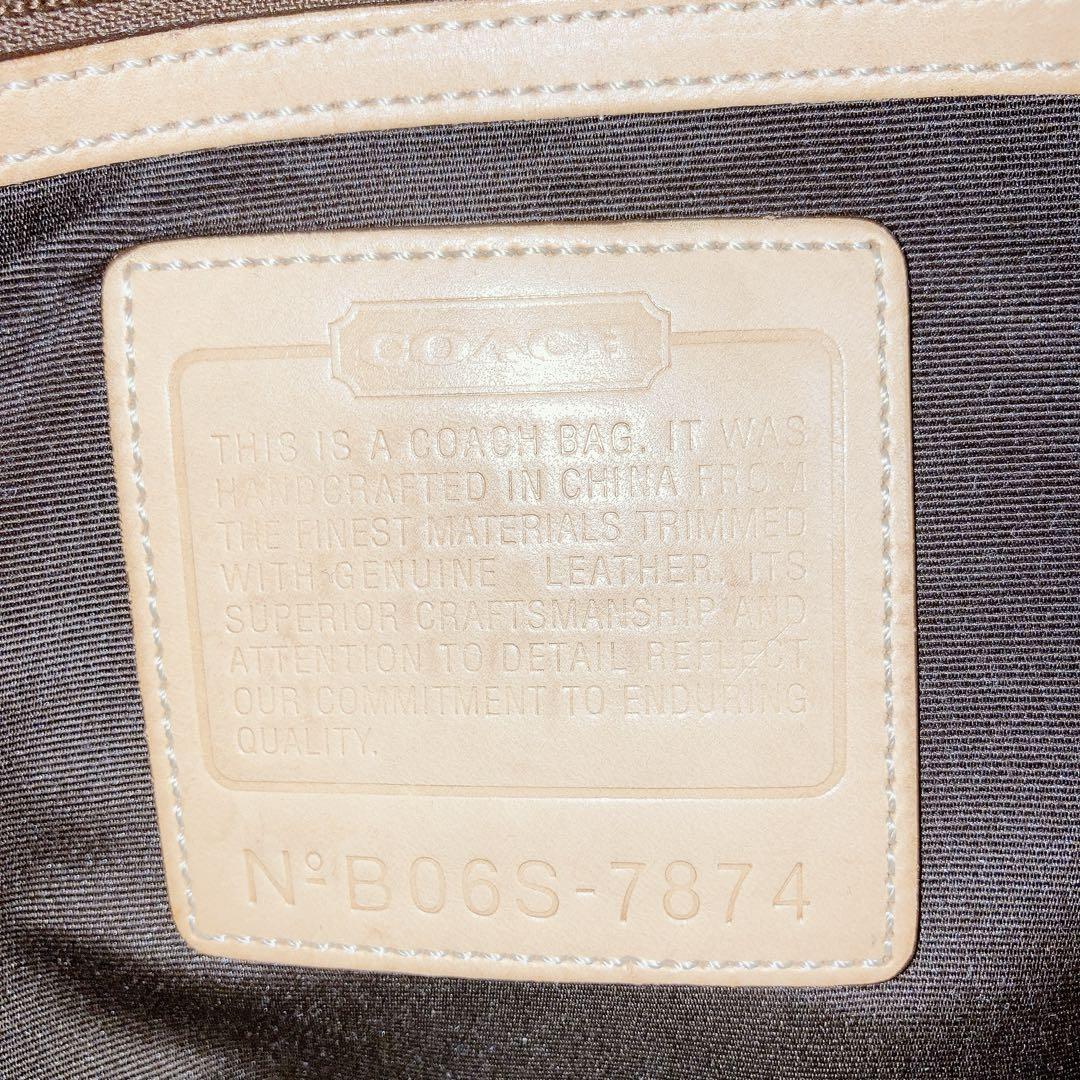 COACH
THIS IS A COACH BAG. IT WAS
HANDCRAFTED IN CHINA FROM
THE FINEST MATERIALS TRIMMED
WITH GENUINE LEATHER. ITS
SUPERIOR CRAFTSMANSHIP AND
ATTENTION TO DETAIL REFLECT
OUR COMMITMENT TO ENDURING
QUALITY.
Nº B06S-7874